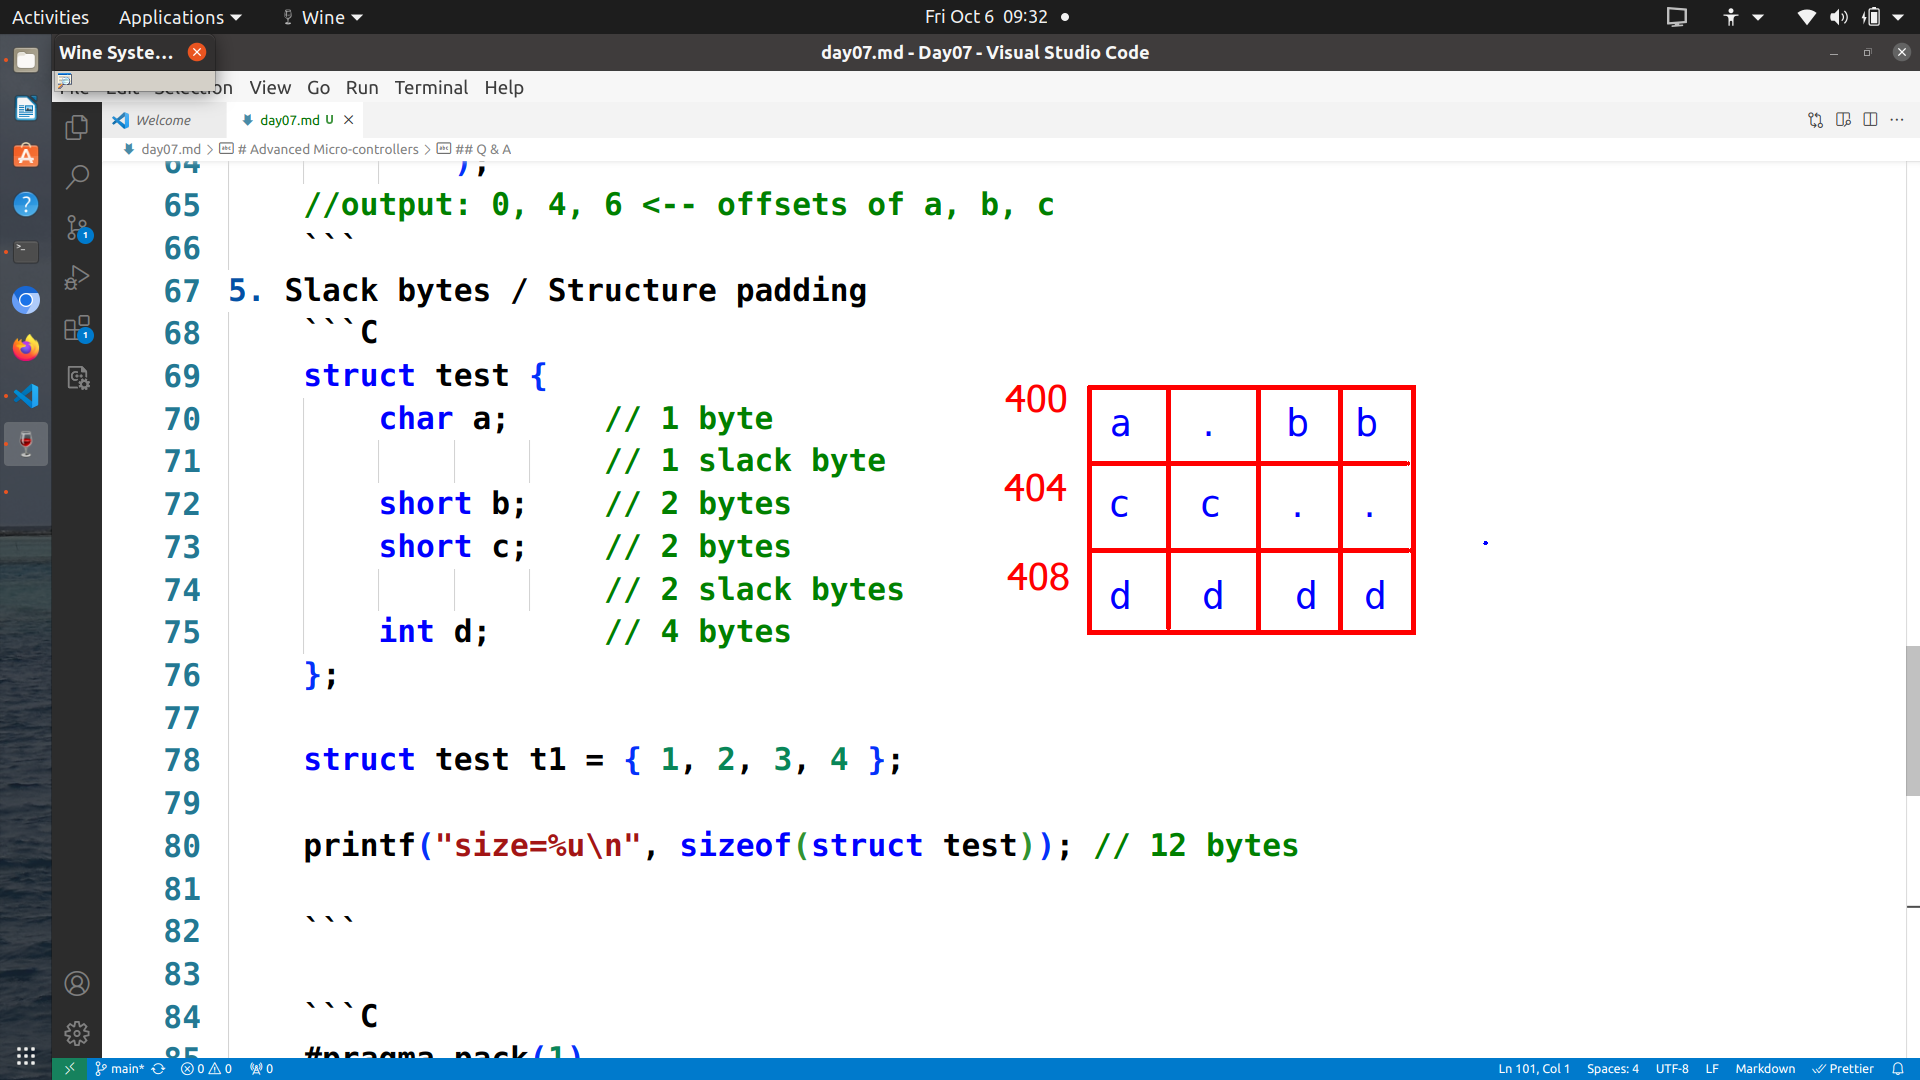 Activities Applications Wine Fri Oct 6 09:32
Wine Syste... day07.md - Day07 - Visual Studio Code
View Go Run Terminal Help
Welcome day07.md U
day07.md > # Advanced Micro-controllers > ## Q & A
64 );
65 //output: 0, 4, 6 <-- offsets of a, b, c
66 ```
67 5. Slack bytes / Structure padding
68 ```C
69 struct test {
70 char a; // 1 byte
71 // 1 slack byte
72 short b; // 2 bytes
73 short c; // 2 bytes
74 // 2 slack bytes
75 int d; // 4 bytes
76 };
77
78 struct test t1 = { 1, 2, 3, 4 };
79
80 printf("size=%u\n", sizeof(struct test)); // 12 bytes
81
82 ```
83
84 ```C
85 #pragma pack(1)
400 a . b b
404 c c . .
408 d d d d
main* 0 0 0 Ln 101, Col 1 Spaces: 4 UTF-8 LF Markdown Prettier